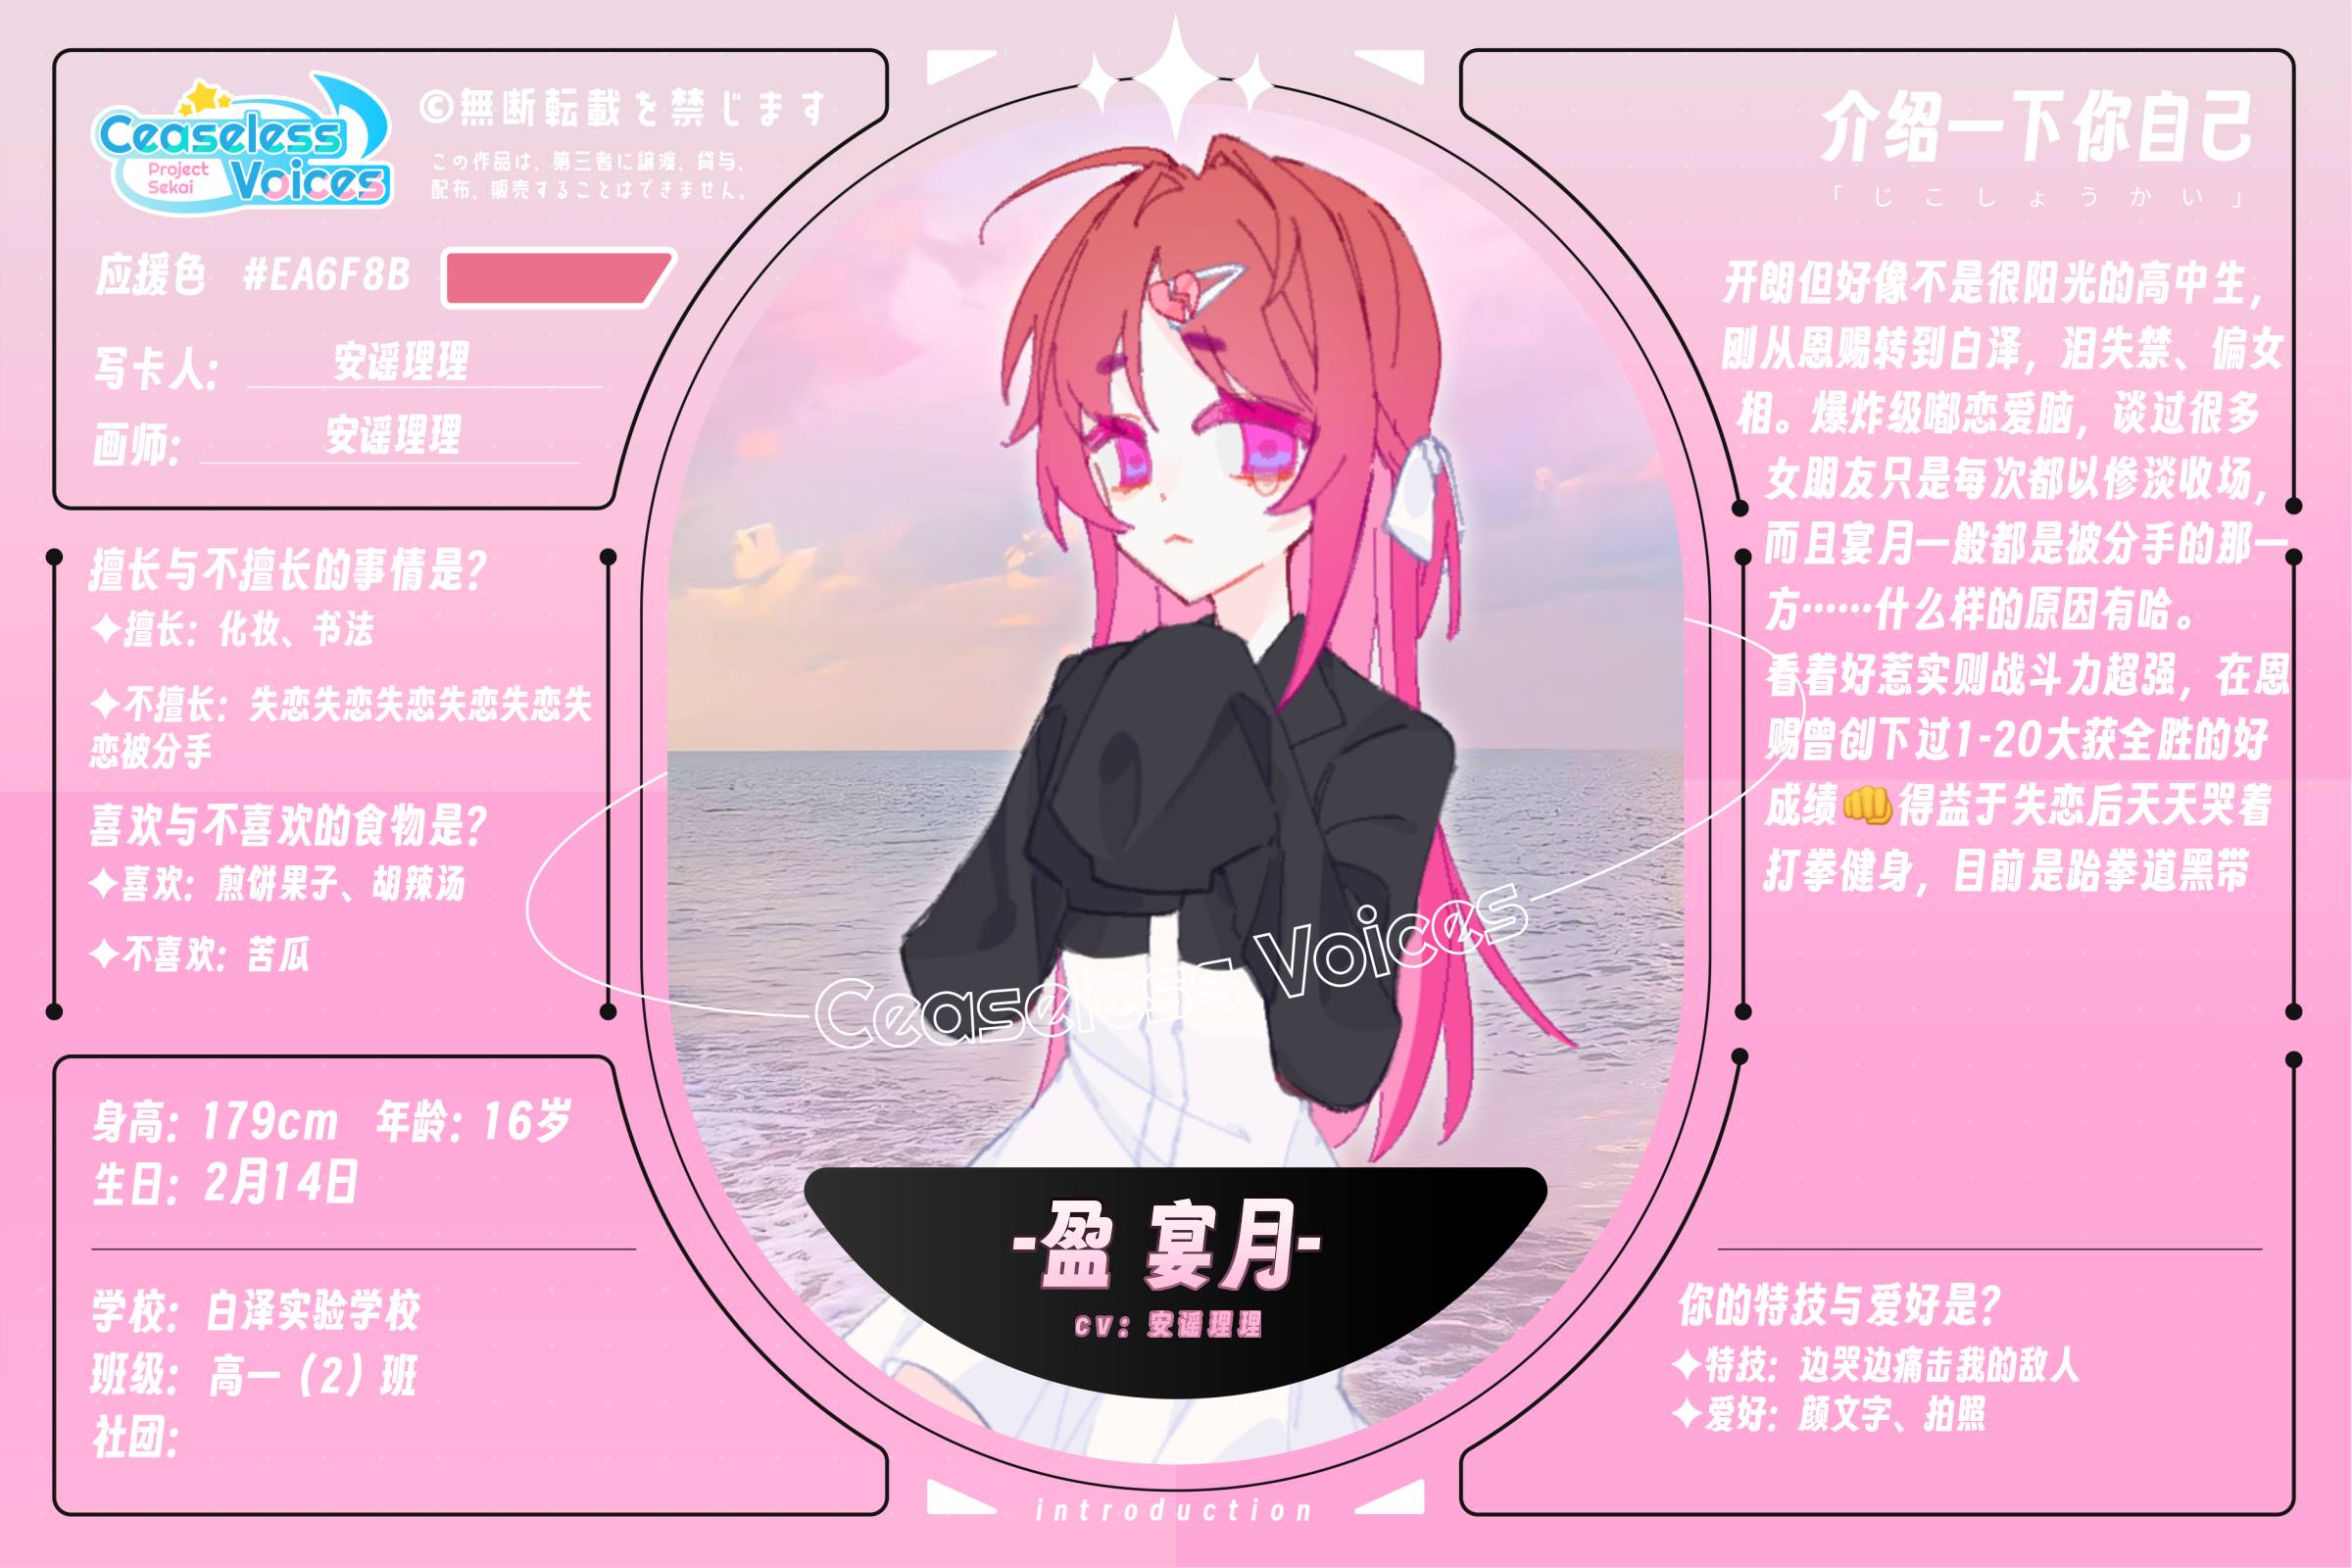 Ceaseless
Voices
Project
Sekai
©無断転載を禁じます
この作品は、第三者に譲渡、貸与、
配布、販売することはできません。
应援色 #EA6F8B
写卡人: 安谣理理
画师: 安谣理理
擅长与不擅长的事情是?
✦擅长: 化妆、书法
✦不擅长: 失恋失恋失恋失恋失恋失
恋被分手
喜欢与不喜欢的食物是?
✦喜欢: 煎饼果子、胡辣汤
✦不喜欢: 苦瓜
身高: 179cm 年龄: 16岁
生日: 2月14日
学校: 白泽实验学校
班级: 高一（2）班
社团:
Ceaseless Voices
-盈 宴月-
cv: 安谣理理
introduction
介绍一下你自己
「じこしょうかい」
开朗但好像不是很阳光的高中生，
刚从恩赐转到白泽，泪失禁、偏女
相。爆炸级嘟恋爱脑，谈过很多
女朋友只是每次都以惨淡收场，
而且宴月一般都是被分手的那一
方……什么样的原因有哈。
看着好惹实则战斗力超强，在恩
赐曾创下过1-20大获全胜的好
成绩👊得益于失恋后天天哭着
打拳健身，目前是跆拳道黑带
你的特技与爱好是?
✦特技: 边哭边痛击我的敌人
✦爱好: 颜文字、拍照